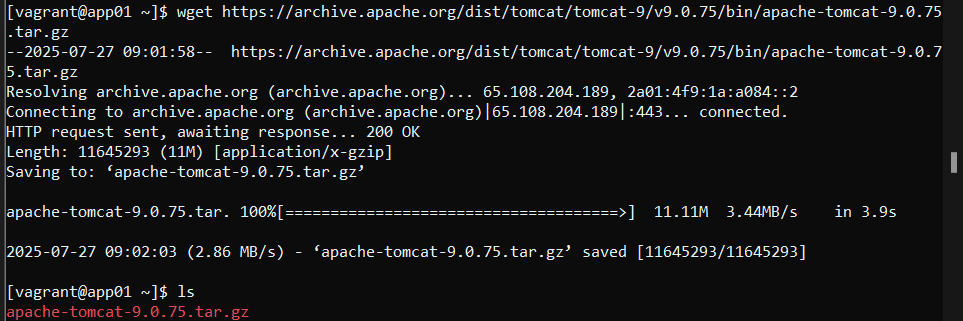 [vagrant@app01 ~]$ wget https://archive.apache.org/dist/tomcat/tomcat-9/v9.0.75/bin/apache-tomcat-9.0.75
.tar.gz
--2025-07-27 09:01:58--  https://archive.apache.org/dist/tomcat/tomcat-9/v9.0.75/bin/apache-tomcat-9.0.7
5.tar.gz
Resolving archive.apache.org (archive.apache.org)... 65.108.204.189, 2a01:4f9:1a:a084::2
Connecting to archive.apache.org (archive.apache.org)|65.108.204.189|:443... connected.
HTTP request sent, awaiting response... 200 OK
Length: 11645293 (11M) [application/x-gzip]
Saving to: ‘apache-tomcat-9.0.75.tar.gz’
apache-tomcat-9.0.75.tar. 100%[=====================================>]  11.11M  3.44MB/s    in 3.9s
2025-07-27 09:02:03 (2.86 MB/s) - ‘apache-tomcat-9.0.75.tar.gz’ saved [11645293/11645293]
[vagrant@app01 ~]$ ls
apache-tomcat-9.0.75.tar.gz